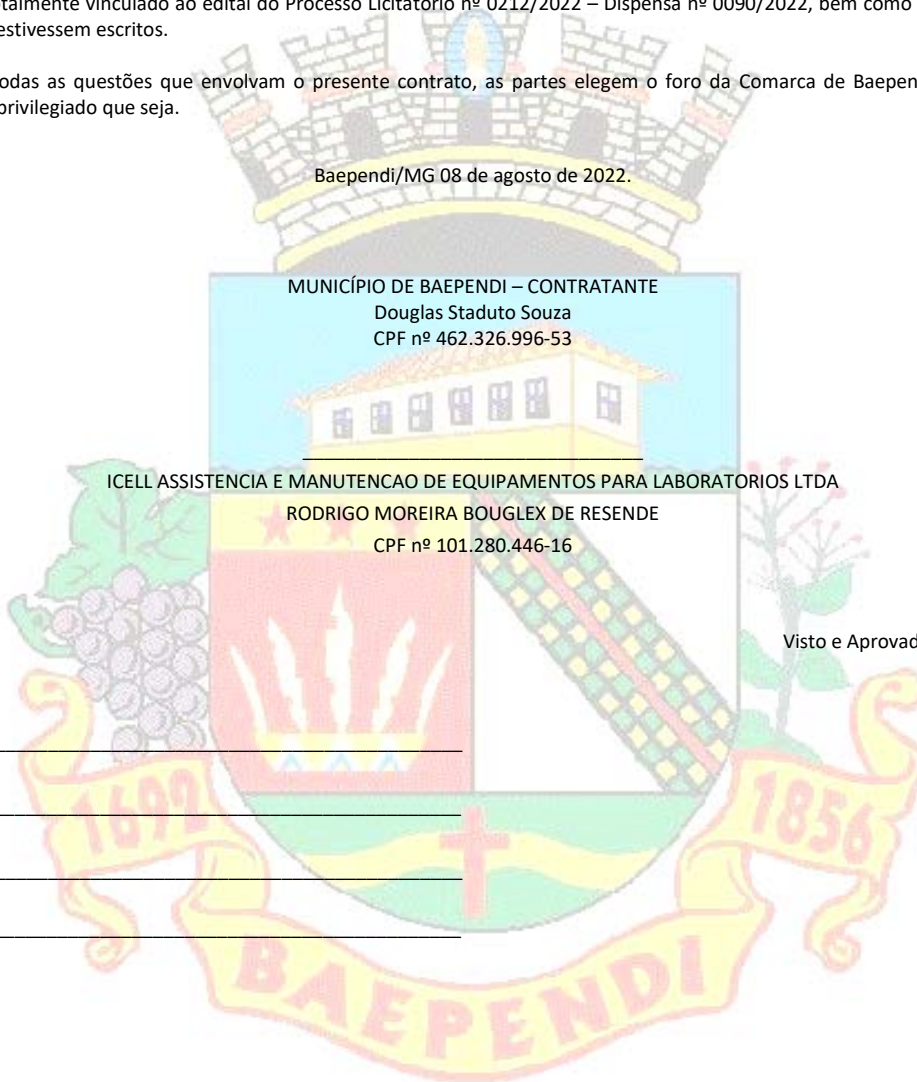 totalmente vinculado ao edital do Processo Licitatório nº 0212/2022 – Dispensa nº 0090/2022, bem como
estivessem escritos.
todas as questões que envolvam o presente contrato, as partes elegem o foro da Comarca de
privilegiado que seja.
Baependi/MG 08 de agosto de 2022.
MUNICÍPIO DE BAEPENDI – CONTRATANTE
Douglas Staduto Souza
CPF nº 462.326.996-53
ICELL ASSISTENCIA E MANUTENCAO DE EQUIPAMENTOS PARA LABORATORIOS LTDA
RODRIGO MOREIRA BOUGLEX DE RESENDE
CPF nº 101.280.446-16
Visto e
1692
1856
BAEPENDI